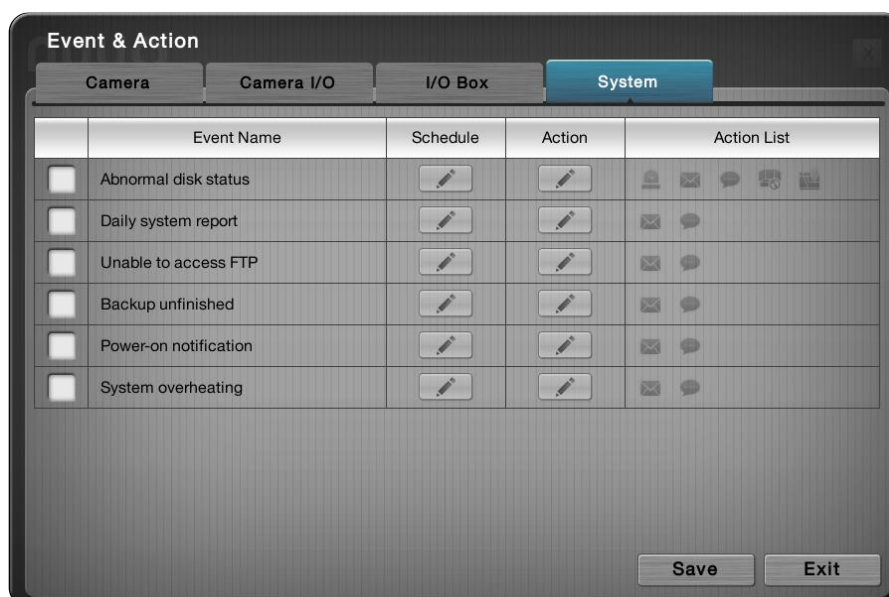 Event & Action
Camera Camera I/O I/O Box System
Event Name Schedule Action Action List
Abnormal disk status
Daily system report
Unable to access FTP
Backup unfinished
Power-on notification
System overheating
Save Exit